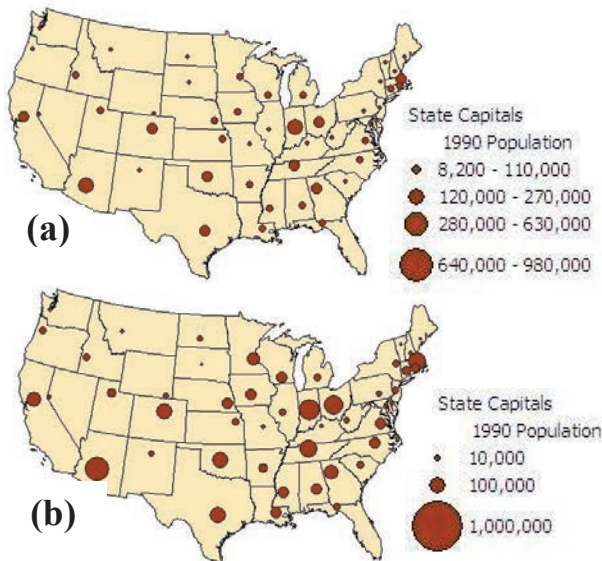 State Capitals
1990 Population
8,200 - 110,000
120,000 - 270,000
280,000 - 630,000
640,000 - 980,000
(a)
State Capitals
1990 Population
10,000
100,000
1,000,000
(b)